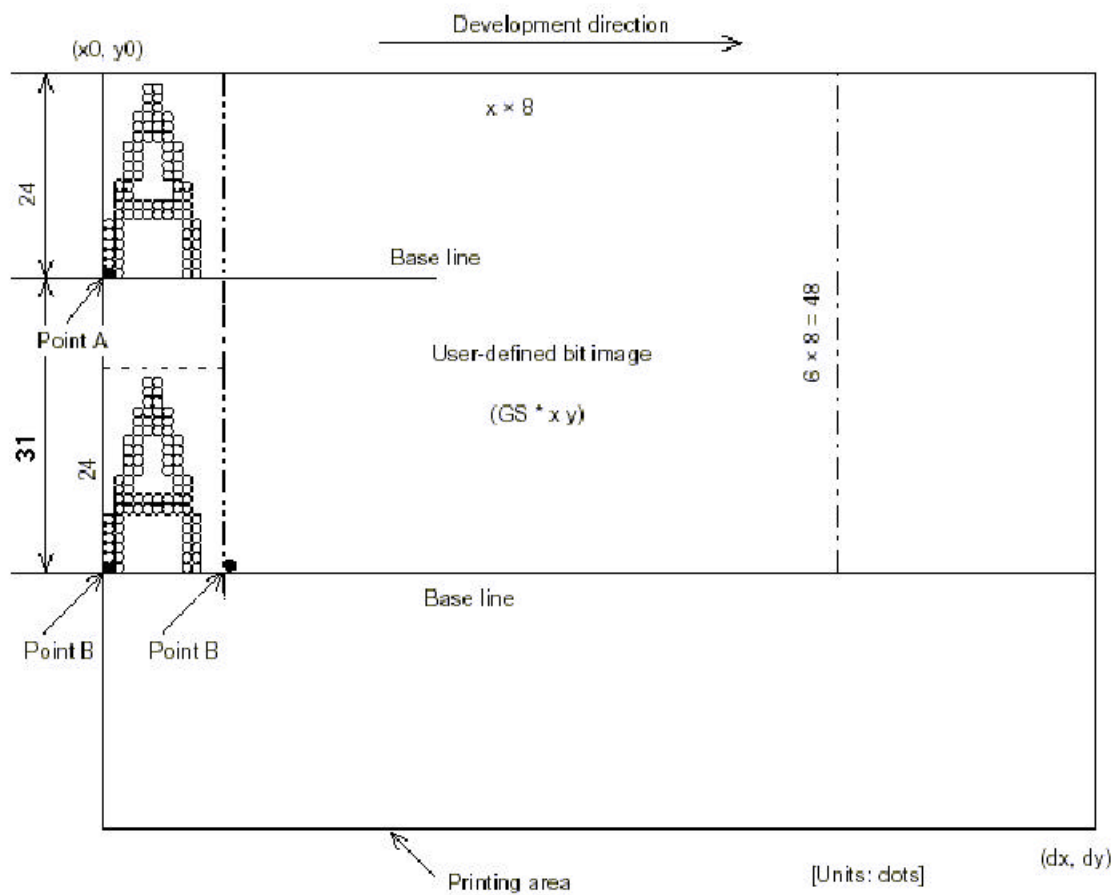 Development direction
(x0, y0)
x × 8
24
Base line
Point A
6 × 8 = 48
User-defined bit image
(GS * x y)
31
24
Base line
Point B
Point B
(dx, dy)
[Units: dots]
Printing area